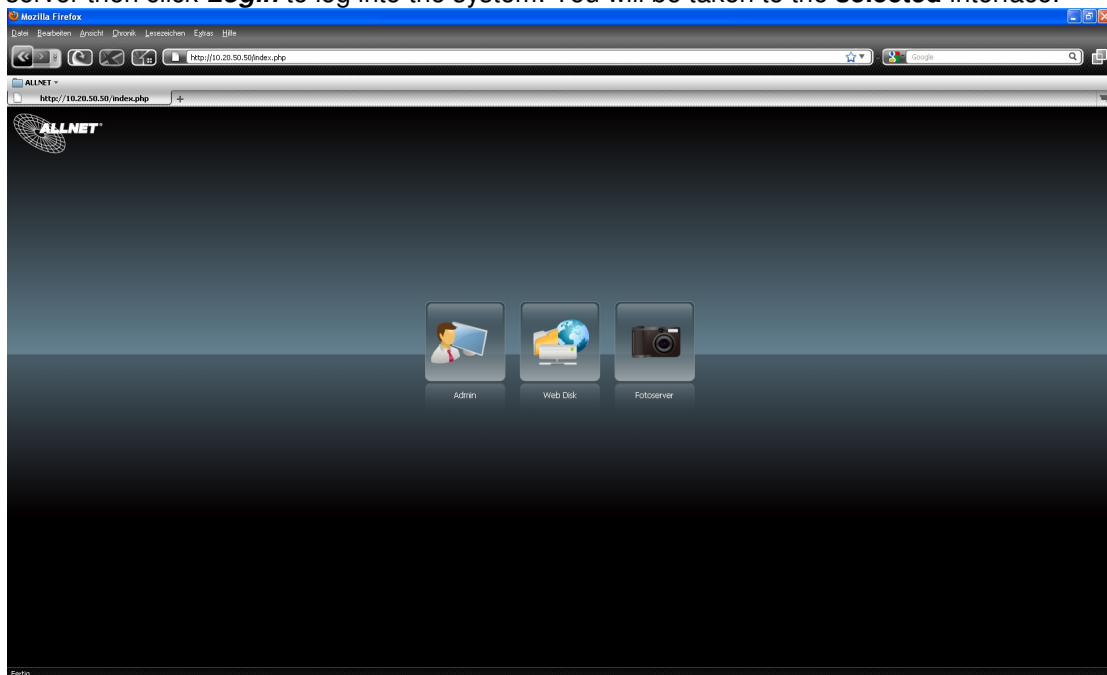 server then click Login to log into the system. You will be taken to the selected interface.
Mozilla Firefox
Datei Bearbeiten Ansicht Chronik Lesezeichen Extras Hilfe
http://10.20.50.50/index.php
Google
ALLNET
http://10.20.50.50/index.php
ALLNET
Admin Web Disk Fotoserver
Fertig